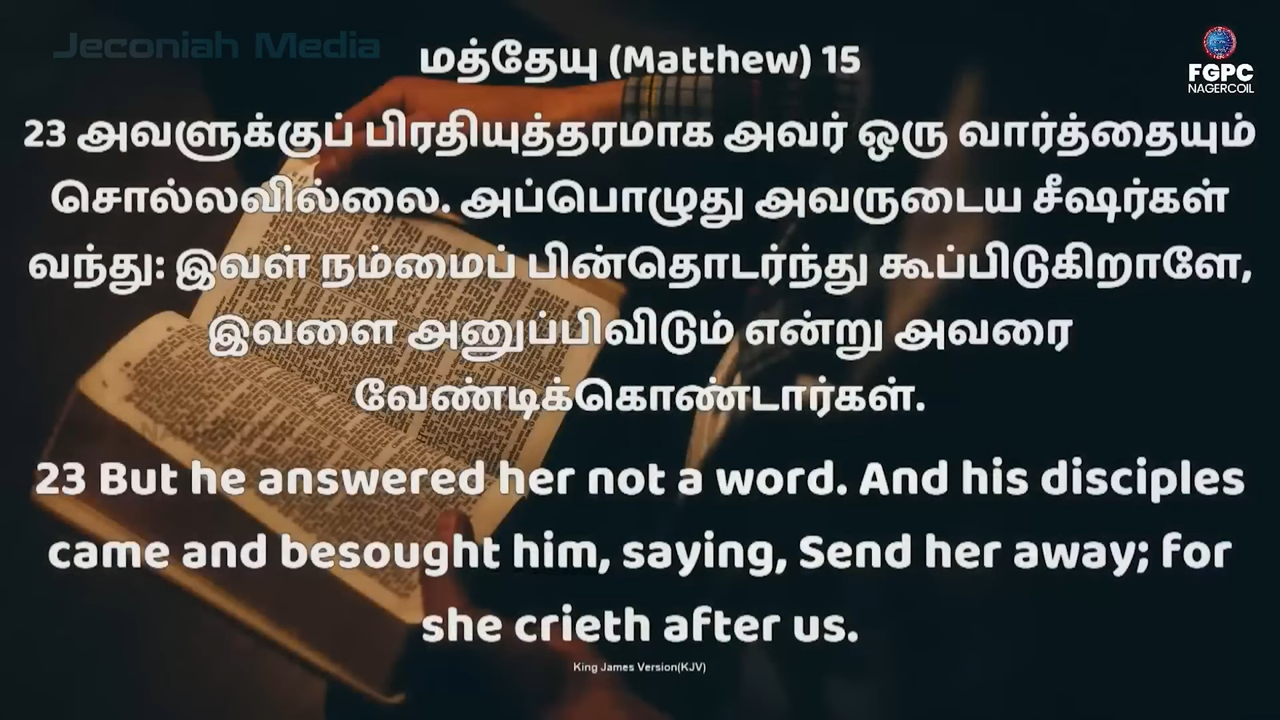 Jeconiah Media
மத்தேயு (Matthew) 15
FGPC
NAGERCOIL
23 அவளுக்குப் பிரதியுத்தரமாக அவர் ஒரு வார்த்தையும்
சொல்லவில்லை. அப்பொழுது அவருடைய சீஷர்கள்
வந்து: இவள் நம்மைப் பின்தொடர்ந்து கூப்பிடுகிறாளே,
இவளை அனுப்பிவிடும் என்று அவரை
வேண்டிக்கொண்டார்கள்.
23 But he answered her not a word. And his disciples
came and besought him, saying, Send her away; for
she crieth after us.
King James Version(KJV)